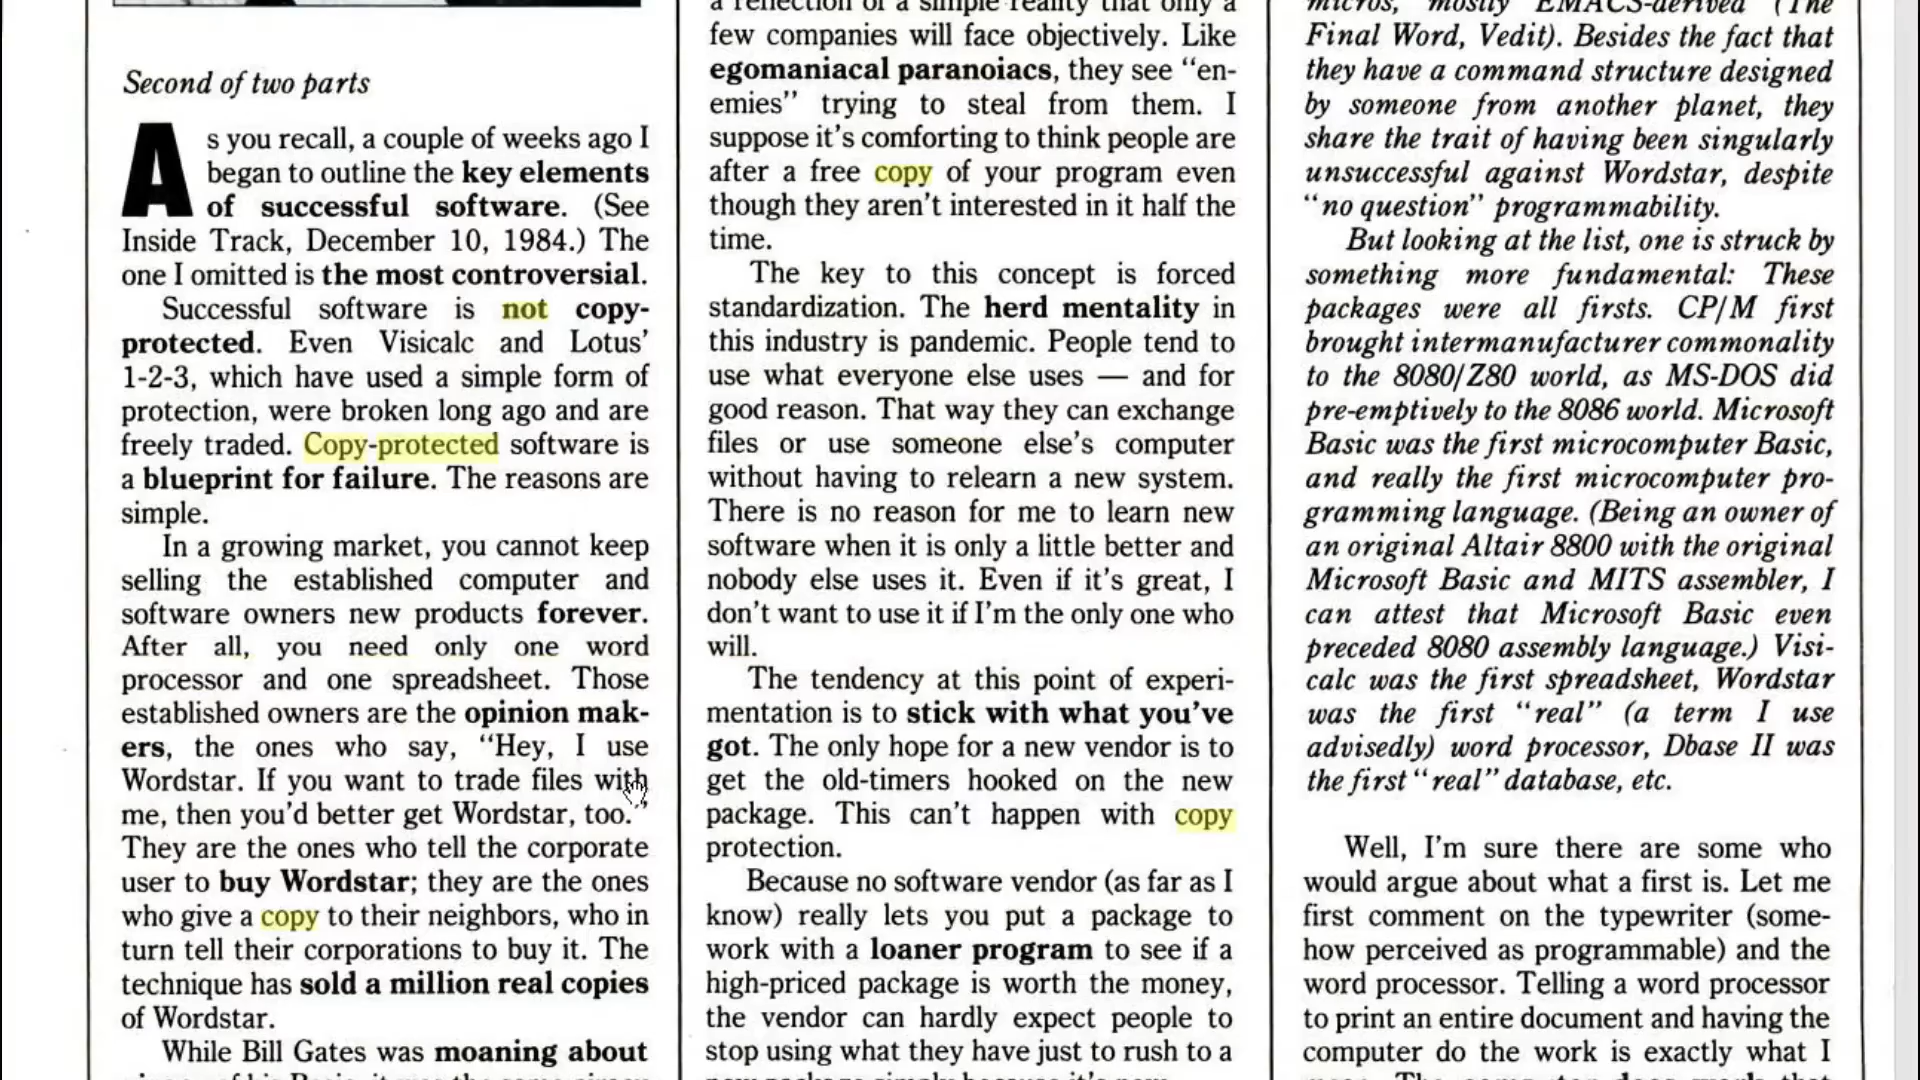 Second of two parts
As you recall, a couple of weeks ago I
began to outline the key elements
of successful software. (See
Inside Track, December 10, 1984.) The
one I omitted is the most controversial.
Successful software is not copy-
protected. Even Visicalc and Lotus'
1-2-3, which have used a simple form of
protection, were broken long ago and are
freely traded. Copy-protected software is
a blueprint for failure. The reasons are
simple.
In a growing market, you cannot keep
selling the established computer and
software owners new products forever.
After all, you need only one word
processor and one spreadsheet. Those
established owners are the opinion mak-
ers, the ones who say, “Hey, I use
Wordstar. If you want to trade files with
me, then you'd better get Wordstar, too.”
They are the ones who tell the corporate
user to buy Wordstar; they are the ones
who give a copy to their neighbors, who in
turn tell their corporations to buy it. The
technique has sold a million real copies
of Wordstar.
While Bill Gates was moaning about
a reflection of a simple reality that only a
few companies will face objectively. Like
egomaniacal paranoiacs, they see “en-
emies” trying to steal from them. I
suppose it's comforting to think people are
after a free copy of your program even
though they aren't interested in it half the
time.
The key to this concept is forced
standardization. The herd mentality in
this industry is pandemic. People tend to
use what everyone else uses — and for
good reason. That way they can exchange
files or use someone else's computer
without having to relearn a new system.
There is no reason for me to learn new
software when it is only a little better and
nobody else uses it. Even if it's great, I
don't want to use it if I'm the only one who
will.
The tendency at this point of experi-
mentation is to stick with what you've
got. The only hope for a new vendor is to
get the old-timers hooked on the new
package. This can't happen with copy
protection.
Because no software vendor (as far as I
know) really lets you put a package to
work with a loaner program to see if a
high-priced package is worth the money,
the vendor can hardly expect people to
stop using what they have just to rush to a
micros, mostly EMACS-derived (The
Final Word, Vedit). Besides the fact that
they have a command structure designed
by someone from another planet, they
share the trait of having been singularly
unsuccessful against Wordstar, despite
“no question” programmability.
But looking at the list, one is struck by
something more fundamental: These
packages were all firsts. CP/M first
brought intermanufacturer commonality
to the 8080/Z80 world, as MS-DOS did
pre-emptively to the 8086 world. Microsoft
Basic was the first microcomputer Basic,
and really the first microcomputer pro-
gramming language. (Being an owner of
an original Altair 8800 with the original
Microsoft Basic and MITS assembler, I
can attest that Microsoft Basic even
preceded 8080 assembly language.) Visi-
calc was the first spreadsheet, Wordstar
was the first “real” (a term I use
advisedly) word processor, Dbase II was
the first “real” database, etc.
Well, I'm sure there are some who
would argue about what a first is. Let me
first comment on the typewriter (some-
how perceived as programmable) and the
word processor. Telling a word processor
to print an entire document and having the
computer do the work is exactly what I